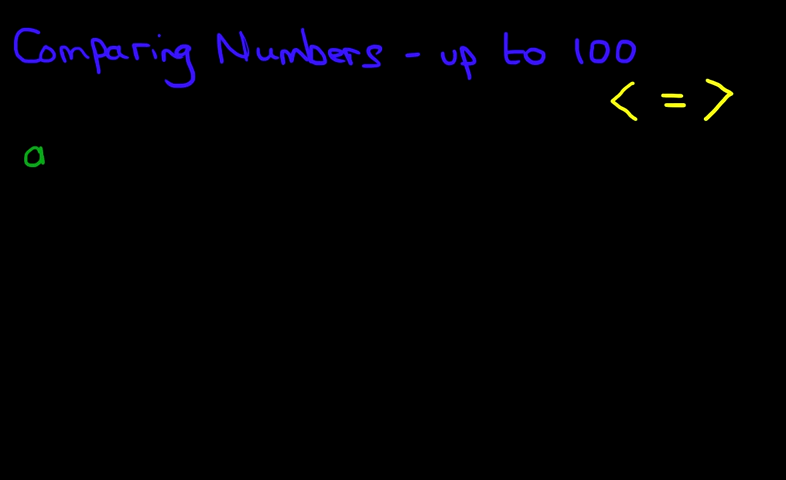 Comparing Numbers - up to 100
< = >
a